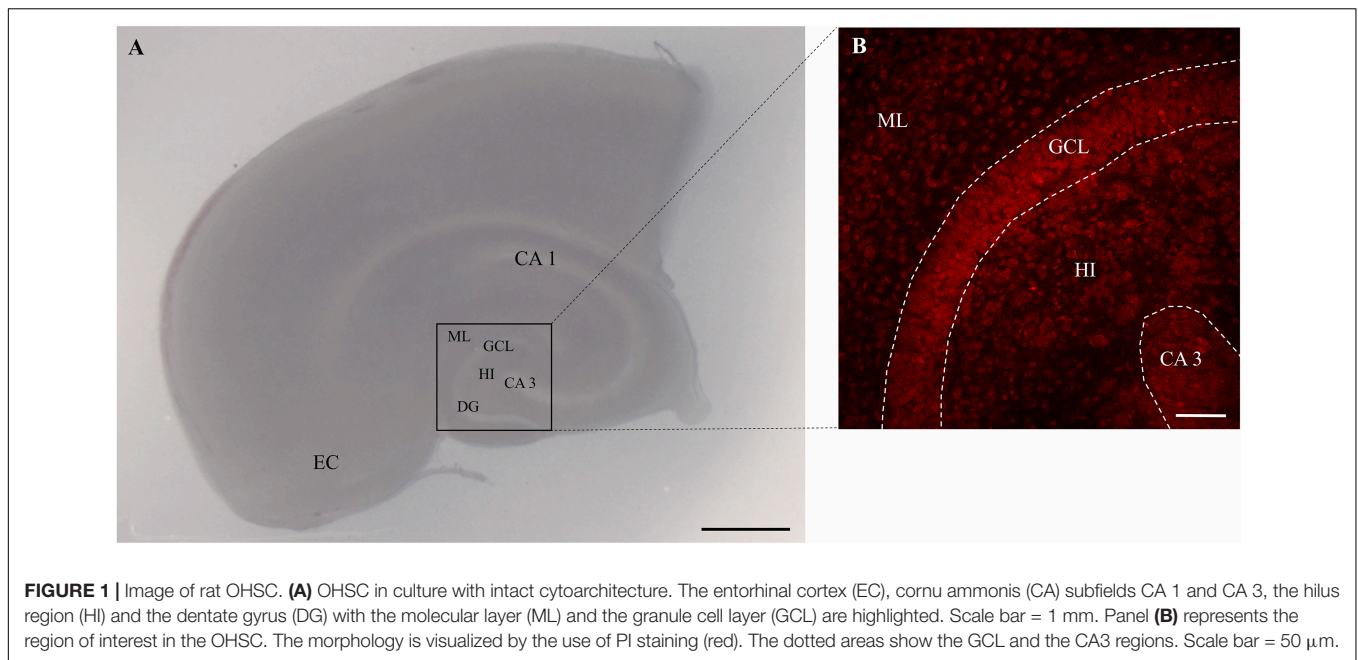 A
B
ML
GCL
HI
CA 3
CA 1
ML
GCL
HI
CA 3
DG
EC
FIGURE 1 | Image of rat OHSC. (A) OHSC in culture with intact cytoarchitecture. The entorhinal cortex (EC), cornu ammonis (CA) subfields CA 1 and CA 3, the hilus
region (HI) and the dentate gyrus (DG) with the molecular layer (ML) and the granule cell layer (GCL) are highlighted. Scale bar = 1 mm. Panel (B) represents the
region of interest in the OHSC. The morphology is visualized by the use of PI staining (red). The dotted areas show the GCL and the CA3 regions. Scale bar = 50 μm.